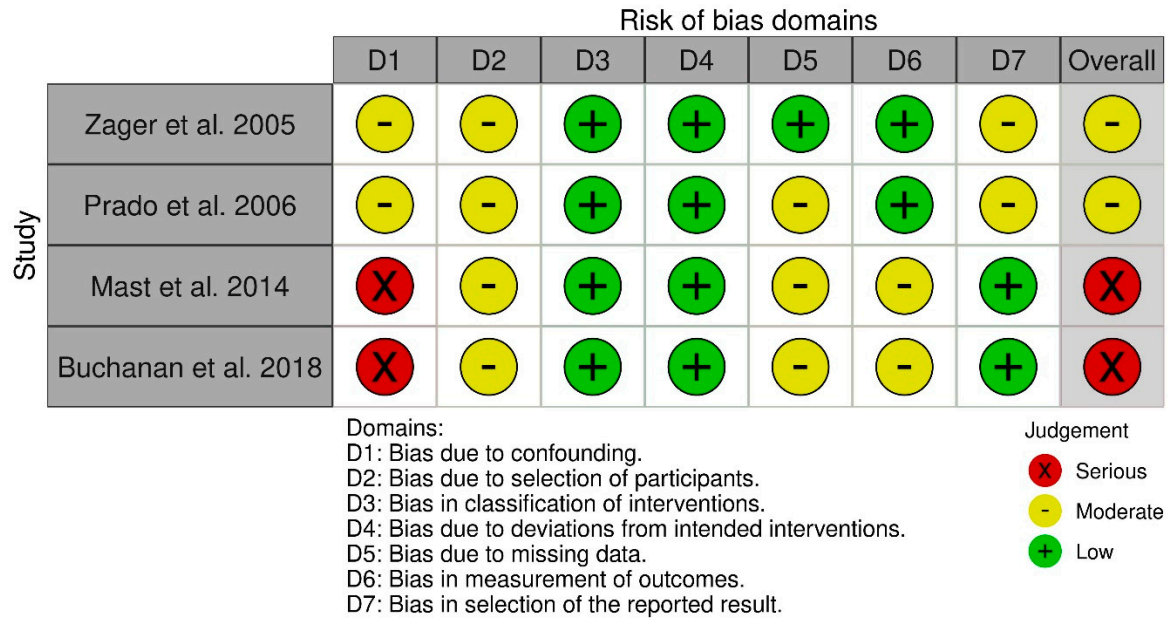 Risk of bias domains
D1 D2 D3 D4 D5 D6 D7 Overall
Study
Zager et al. 2005 - - + + + + - -
Prado et al. 2006 - - + + - + - -
Mast et al. 2014 X - + + - - + X
Buchanan et al. 2018 X - + + - - + X
Domains:
D1: Bias due to confounding.
D2: Bias due to selection of participants.
D3: Bias in classification of interventions.
D4: Bias due to deviations from intended interventions.
D5: Bias due to missing data.
D6: Bias in measurement of outcomes.
D7: Bias in selection of the reported result.
Judgement
X Serious
- Moderate
+ Low